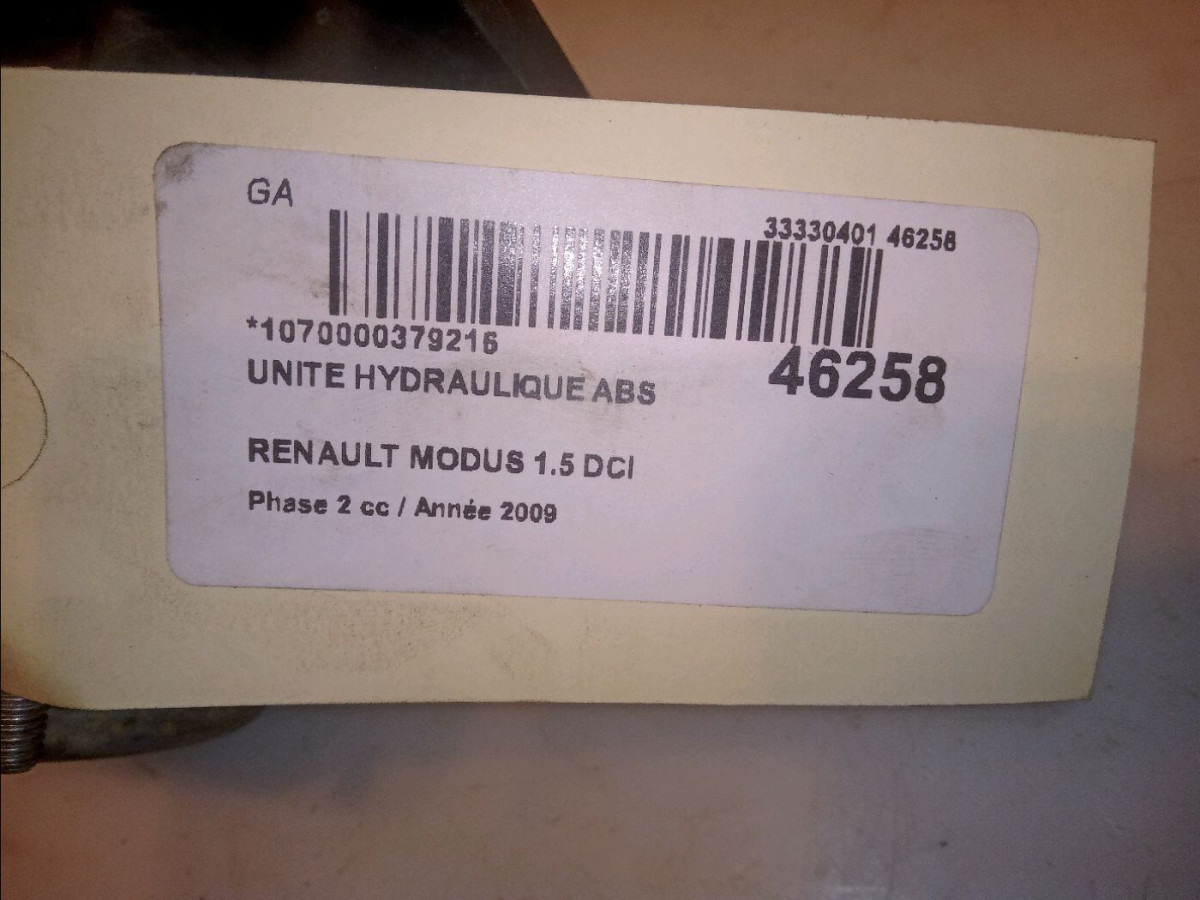 GA
33330401 46258
*1070000379216
46258
UNITE HYDRAULIQUE ABS
RENAULT MODUS 1.5 DCI
Phase 2 cc / Année 2009